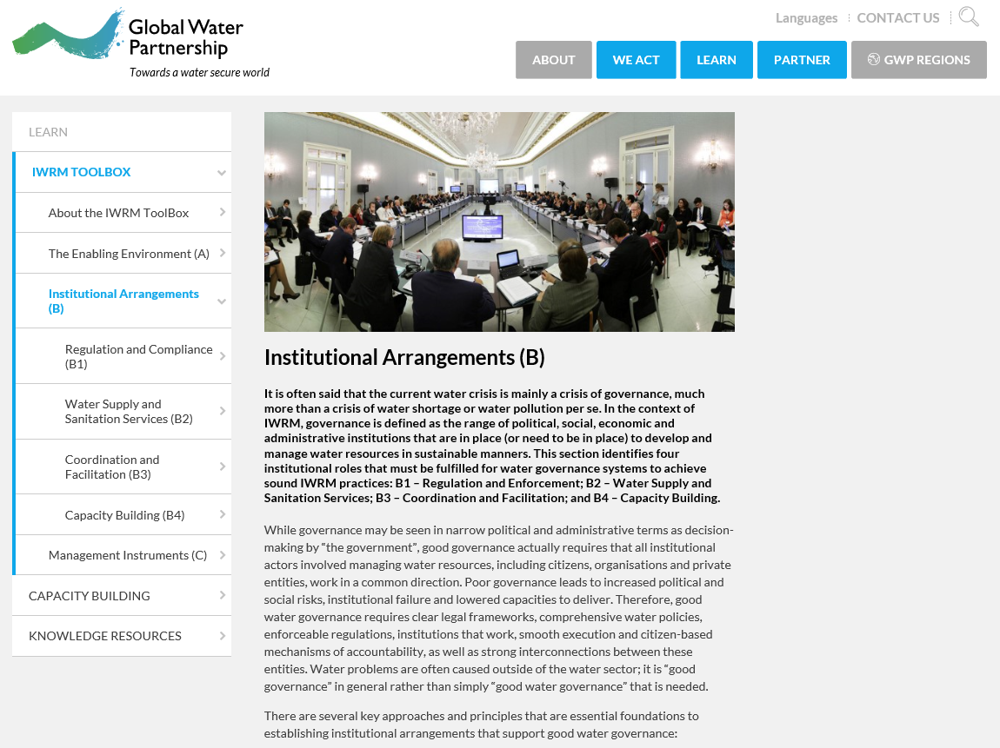 Global Water
Partnership
Towards a water secure world
Languages
CONTACT US
ABOUT
WE ACT
LEARN
PARTNER
GWP REGIONS
LEARN
IWRM TOOLBOX
About the IWRM ToolBox
The Enabling Environment (A)
Institutional Arrangements
(B)
Regulation and Compliance
(B1)
Water Supply and
Sanitation Services (B2)
Coordination and
Facilitation (B3)
Capacity Building (B4)
Management Instruments (C)
CAPACITY BUILDING
KNOWLEDGE RESOURCES
Institutional Arrangements (B)
It is often said that the current water crisis is mainly a crisis of governance, much
more than a crisis of water shortage or water pollution per se. In the context of
IWRM, governance is defined as the range of political, social, economic and
administrative institutions that are in place (or need to be in place) to develop and
manage water resources in sustainable manners. This section identifies four
institutional roles that must be fulfilled for water governance systems to achieve
sound IWRM practices: B1 – Regulation and Enforcement; B2 – Water Supply and
Sanitation Services; B3 – Coordination and Facilitation; and B4 – Capacity Building.
While governance may be seen in narrow political and administrative terms as decision-
making by “the government”, good governance actually requires that all institutional
actors involved managing water resources, including citizens, organisations and private
entities, work in a common direction. Poor governance leads to increased political and
social risks, institutional failure and lowered capacities to deliver. Therefore, good
water governance requires clear legal frameworks, comprehensive water policies,
enforceable regulations, institutions that work, smooth execution and citizen-based
mechanisms of accountability, as well as strong interconnections between these
entities. Water problems are often caused outside of the water sector; it is “good
governance” in general rather than simply “good water governance” that is needed.
There are several key approaches and principles that are essential foundations to
establishing institutional arrangements that support good water governance: